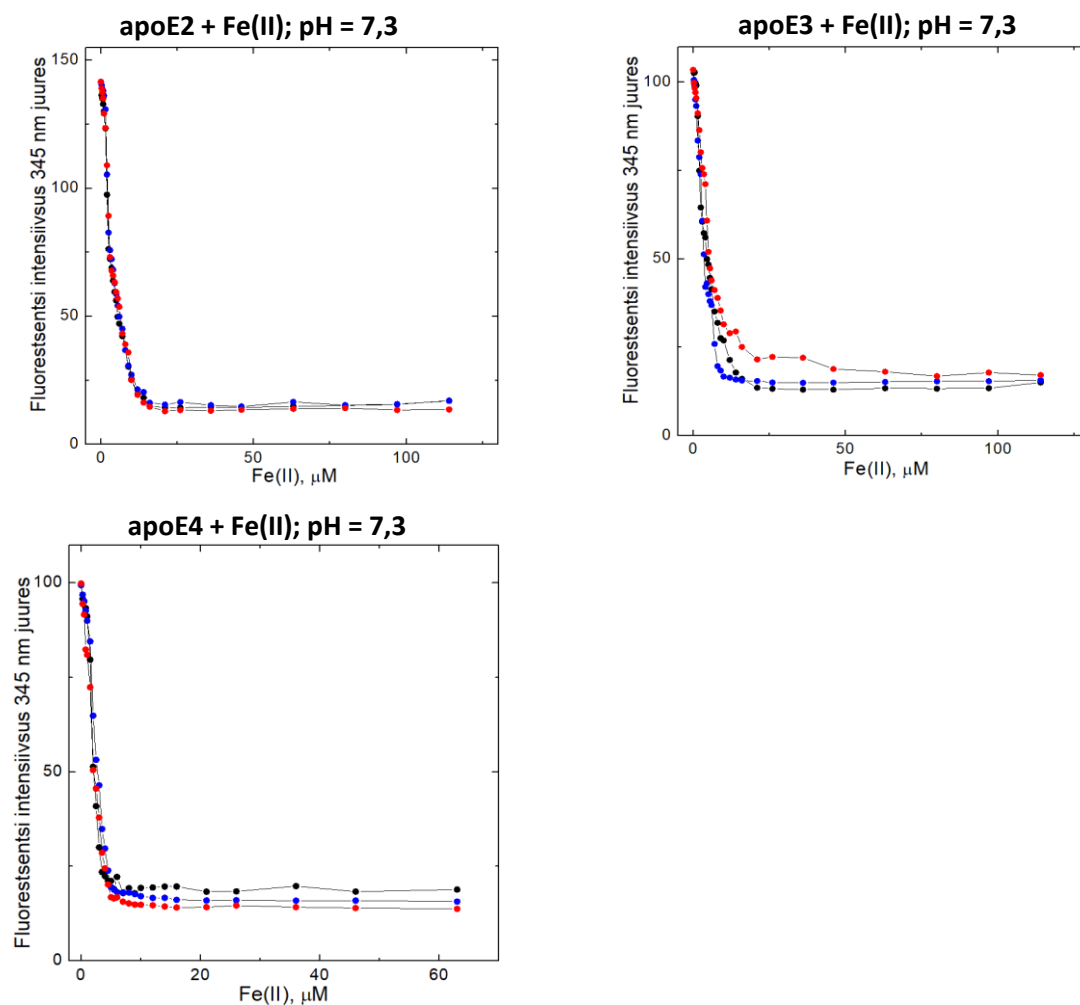 apoE2 + Fe(II); pH = 7,3
Fluorestsentsi intensiivsus 345 nm juures
150
100
50
0
0
50
100
Fe(II), μM
apoE3 + Fe(II); pH = 7,3
Fluorestsentsi intensiivsus 345 nm juures
100
50
0
0
50
100
Fe(II), μM
apoE4 + Fe(II); pH = 7,3
Fluorestsentsi intensiivsus 345 nm juures
100
50
0
0
20
40
60
Fe(II), μM